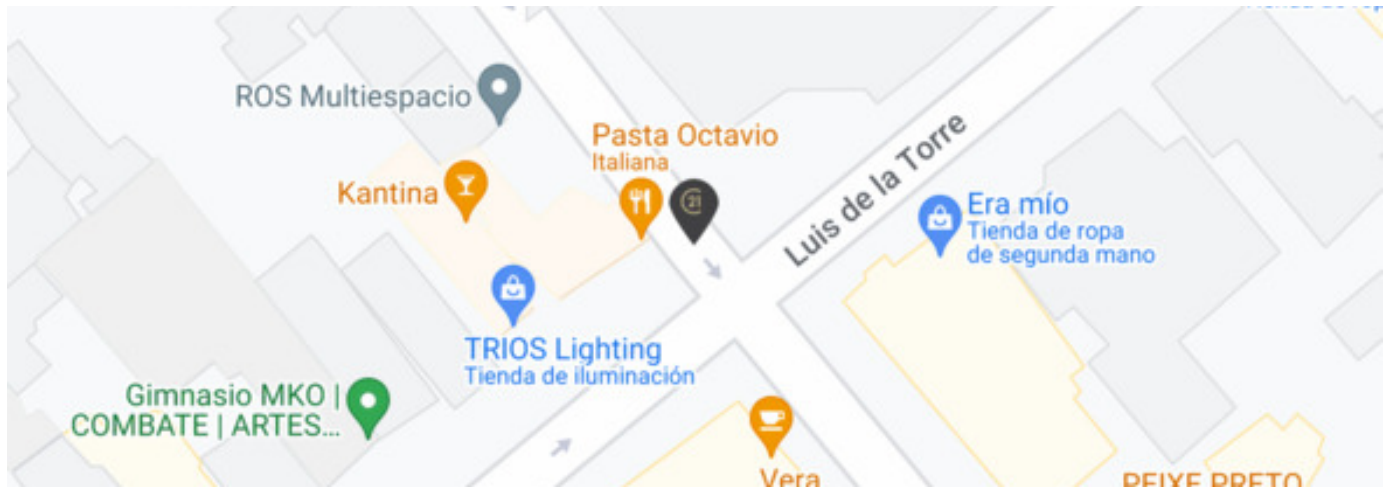 ROS Multiespacio
Pasta Octavio
Italiana
Kantina
21
Luis de la Torre
Era mío
Tienda de ropa
de segunda mano
TRIOS Lighting
Tienda de iluminación
Gimnasio MKO |
COMBATE | ARTES...
Vera
PEIXE PRETO